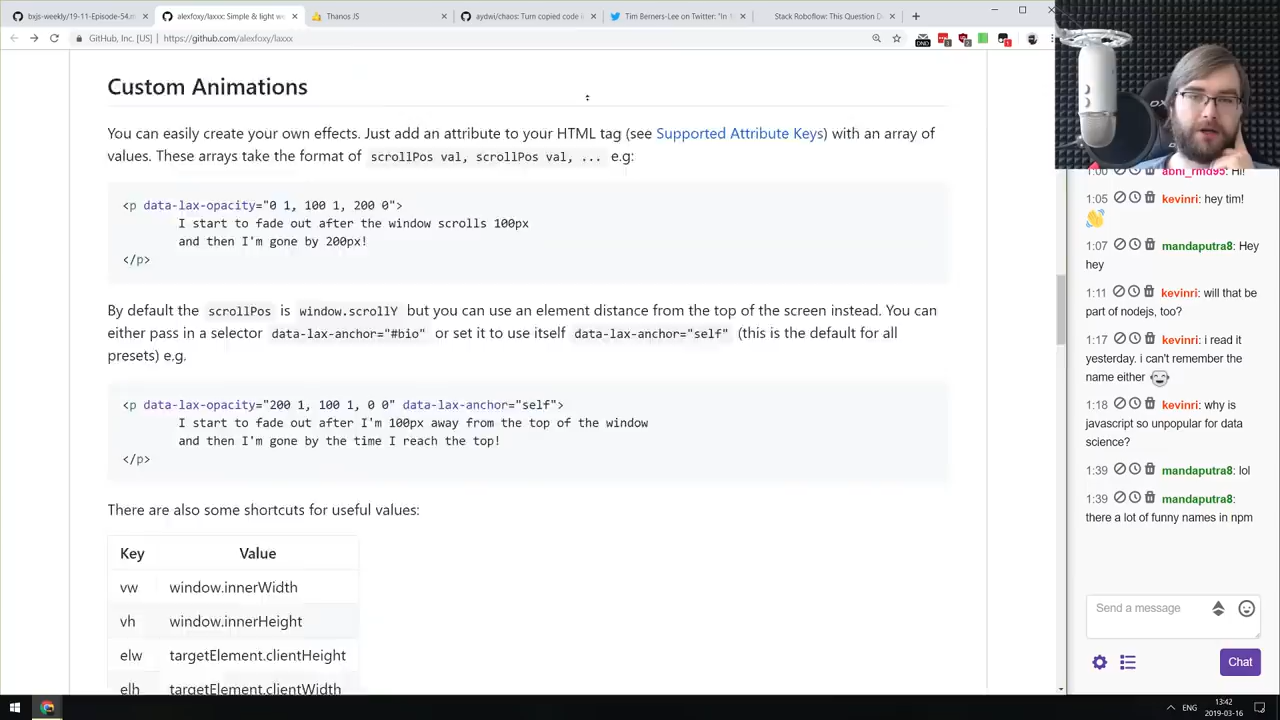 bxjs-weekly/19-11-Episode-54.m
alexfoxy/laxxx: Simple & light w
Thanos JS
aydwi/chaos: Turn copied code i
Tim Berners-Lee on Twitter: "In
Stack Roboflow: This Question D
GitHub, Inc. [US] | https://github.com/alexfoxy/laxxx
Custom Animations
You can easily create your own effects. Just add an attribute to your HTML tag (see Supported Attribute Keys) with an array of
values. These arrays take the format of scrollPos val, scrollPos val, ... e.g:
<p data-lax-opacity="0 1, 100 1, 200 0">
I start to fade out after the window scrolls 100px
and then I'm gone by 200px!
</p>
By default the scrollPos is window.scrollY but you can use an element distance from the top of the screen instead. You can
either pass in a selector data-lax-anchor="#bio" or set it to use itself data-lax-anchor="self" (this is the default for all
presets) e.g.
<p data-lax-opacity="200 1, 100 1, 0 0" data-lax-anchor="self">
I start to fade out after I'm 100px away from the top of the window
and then I'm gone by the time I reach the top!
</p>
There are also some shortcuts for useful values:
Key Value
vw window.innerWidth
vh window.innerHeight
elw targetElement.clientHeight
elh targetElement.clientWidth
1:00 abhi_rmd95: Hi!
1:05 kevinri: hey tim!
1:07 mandaputra8: Hey
hey
1:11 kevinri: will that be
part of nodejs, too?
1:17 kevinri: i read it
yesterday. i can't remember the
name either
1:18 kevinri: why is
javascript so unpopular for data
science?
1:39 mandaputra8: lol
1:39 mandaputra8:
there a lot of funny names in npm
Send a message
Chat
ENG
13:42
2019-03-16